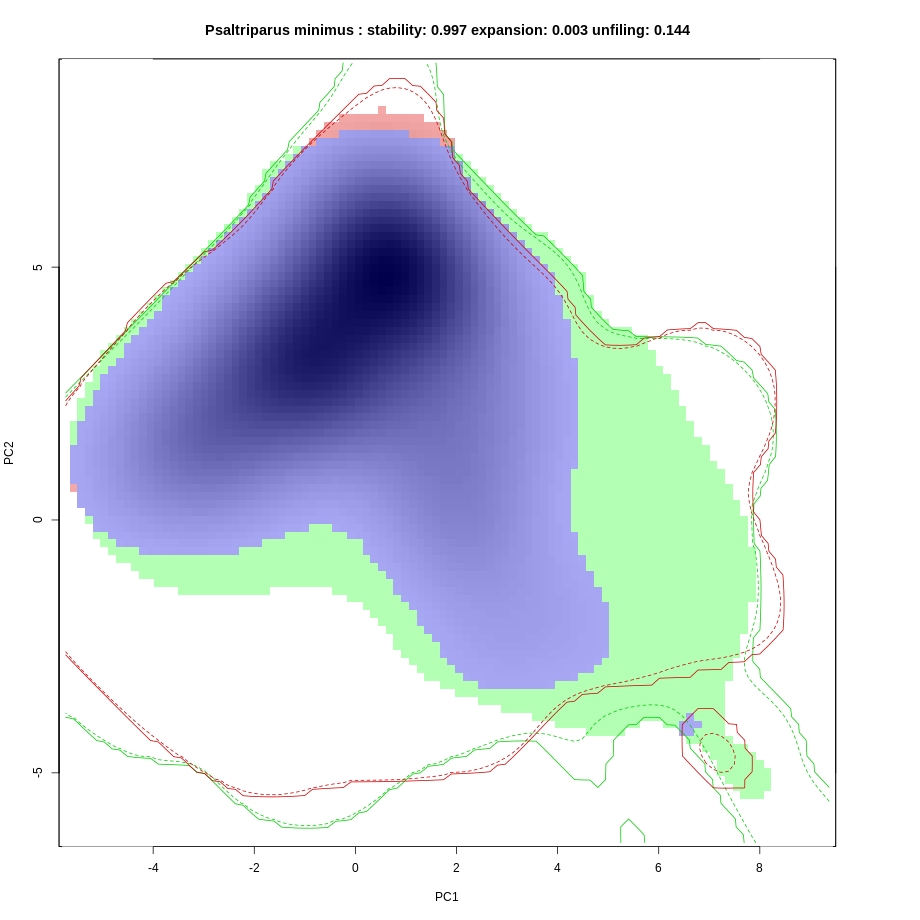 Psaltriparus minimus : stability: 0.997 expansion: 0.003 unfiling: 0.144
5
0
-5
PC2
-4 -2 0 2 4 6 8
PC1